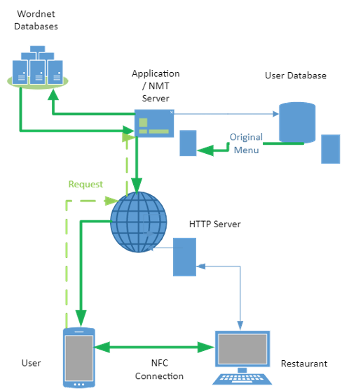 Wordnet
Databases
Application
/ NMT
Server
User Database
Original
Menu
Request
HTTP Server
User
NFC
Connection
Restaurant